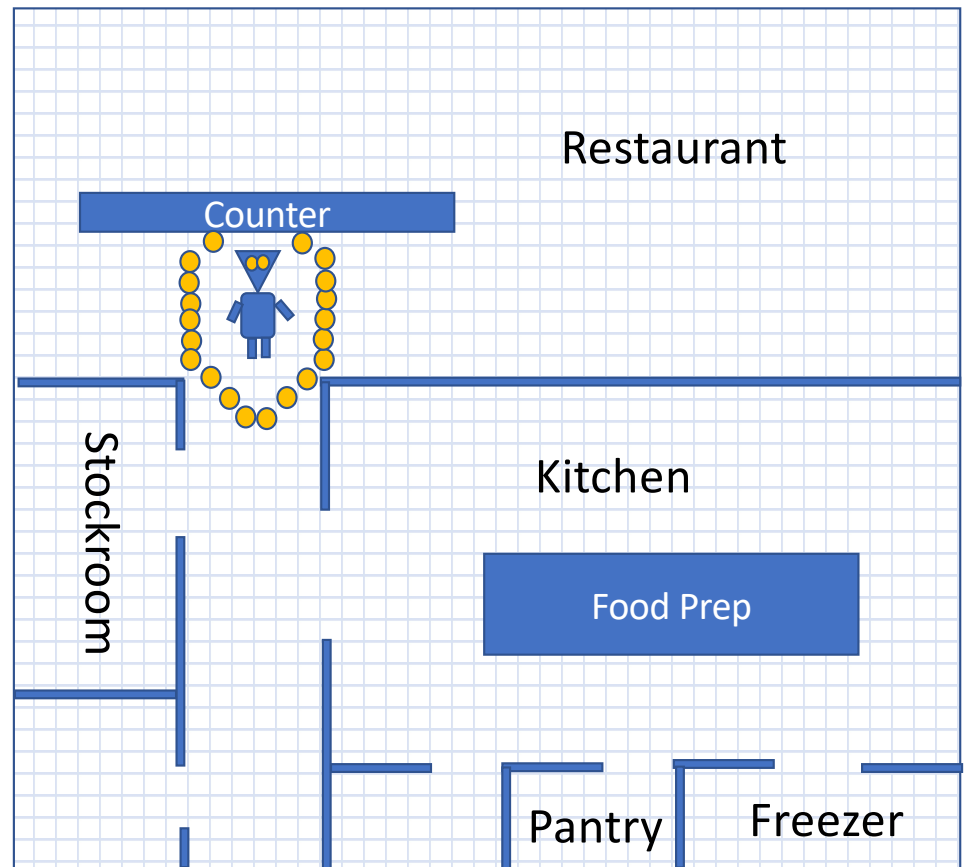 Restaurant
Counter
Stockroom
Kitchen
Food Prep
Pantry
Freezer